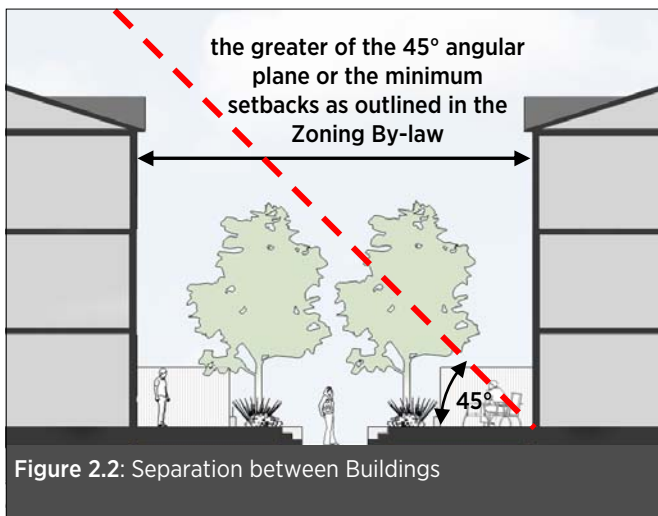 the greater of the 45° angular
plane or the minimum
setbacks as outlined in the
Zoning By-law
45°
Figure 2.2: Separation between Buildings